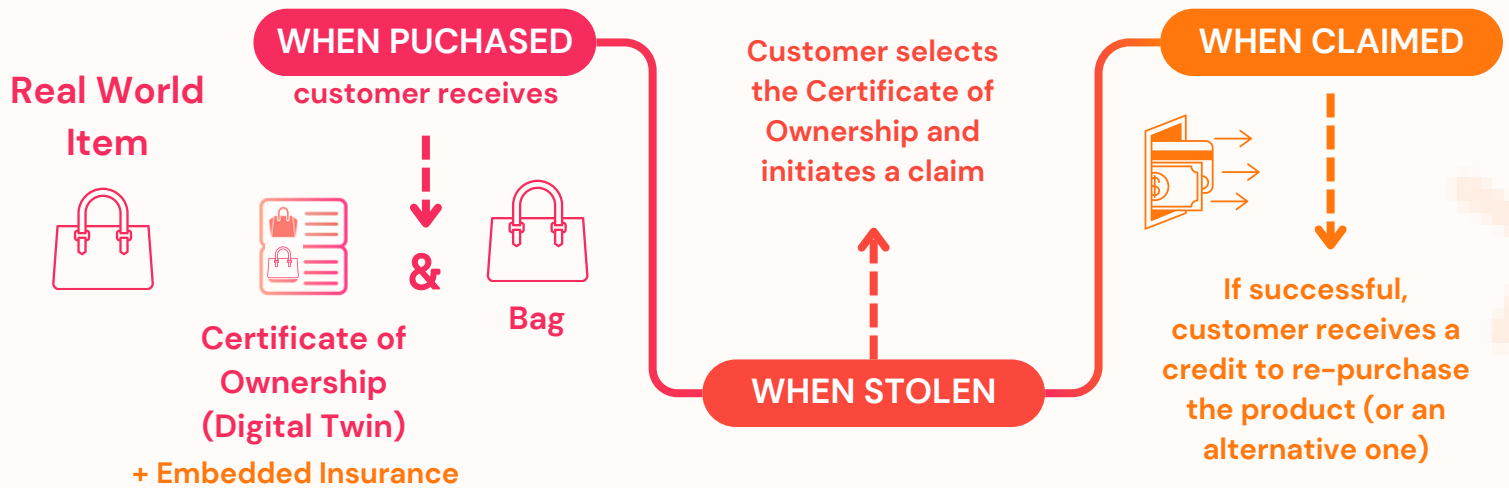 WHEN PUCHASED
customer receives
Real World
Item
&
Bag
Certificate of
Ownership
(Digital Twin)
+ Embedded Insurance
Customer selects
the Certificate of
Ownership and
initiates a claim
WHEN STOLEN
WHEN CLAIMED
$
If successful,
customer receives a
credit to re-purchase
the product (or an
alternative one)